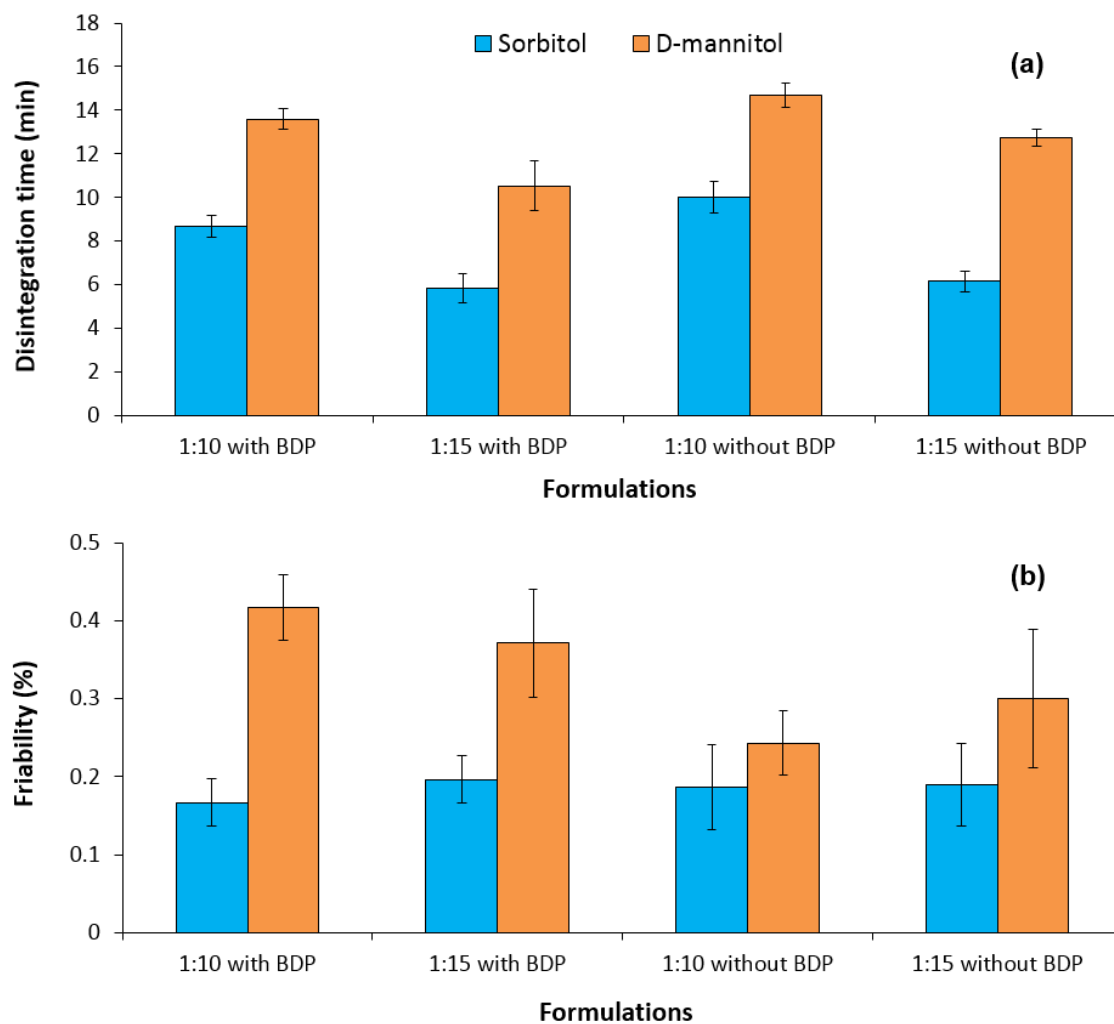 18
16
14
12
10
8
6
4
2
0
Disintegration time (min)
Sorbitol D-mannitol
(a)
1:10 with BDP 1:15 with BDP 1:10 without BDP 1:15 without BDP
Formulations
0.5
0.4
0.3
0.2
0.1
0
Friability (%)
(b)
1:10 with BDP 1:15 with BDP 1:10 without BDP 1:15 without BDP
Formulations